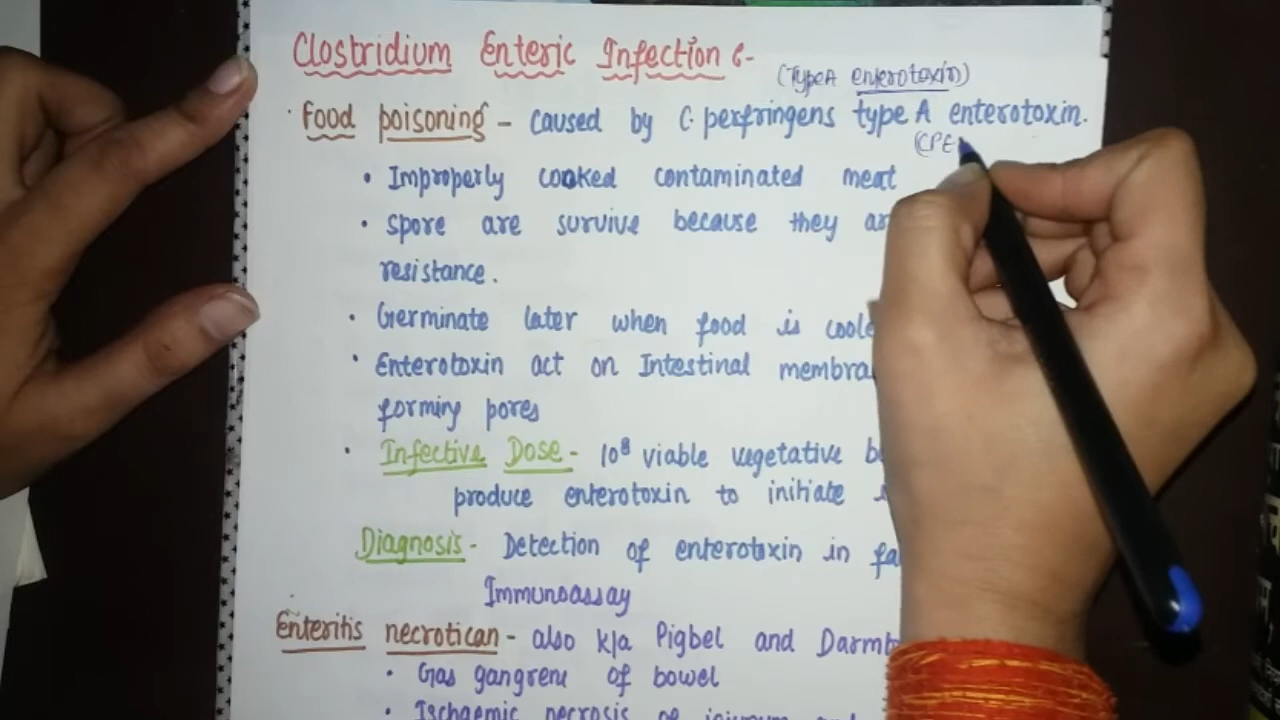 Clostridium Enteric Infection :-
(Type A enterotoxin)
Food poisoning - caused by C. perfringens type A enterotoxin.
(CPE
• Improperly cooked contaminated meat
• Spore are survive because they
resistance.
• Germinate later when food is
• Enterotoxin act on Intestinal
forming pores
• Infective Dose - 10⁸ viable vegetative
produce enterotoxin to initiate
Diagnosis - Detection of enterotoxin in
Immunoassay
Enteritis necrotican - also k/a Pigbel and
• Gas gangrene of bowel
• Ischaemic necrosis of